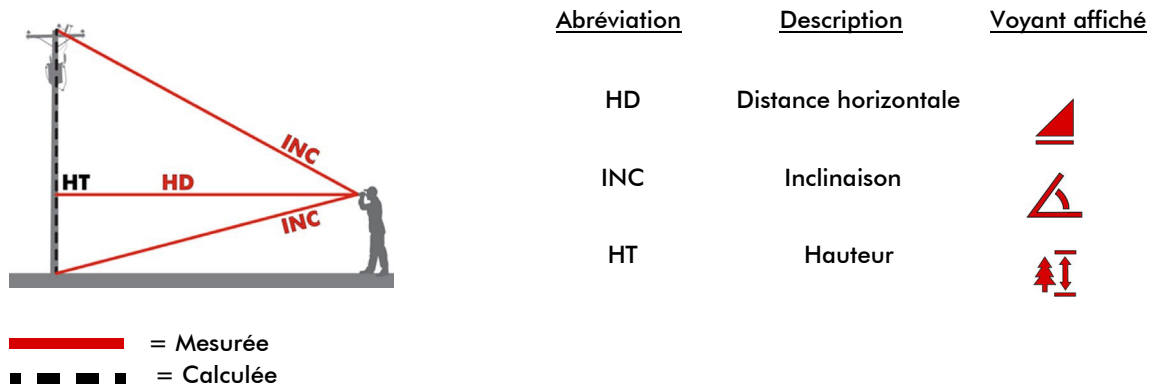 INC
HT
HD
INC
= Mesurée
= Calculée
Abréviation Description Voyant affiché
HD Distance horizontale
INC Inclinaison
HT Hauteur